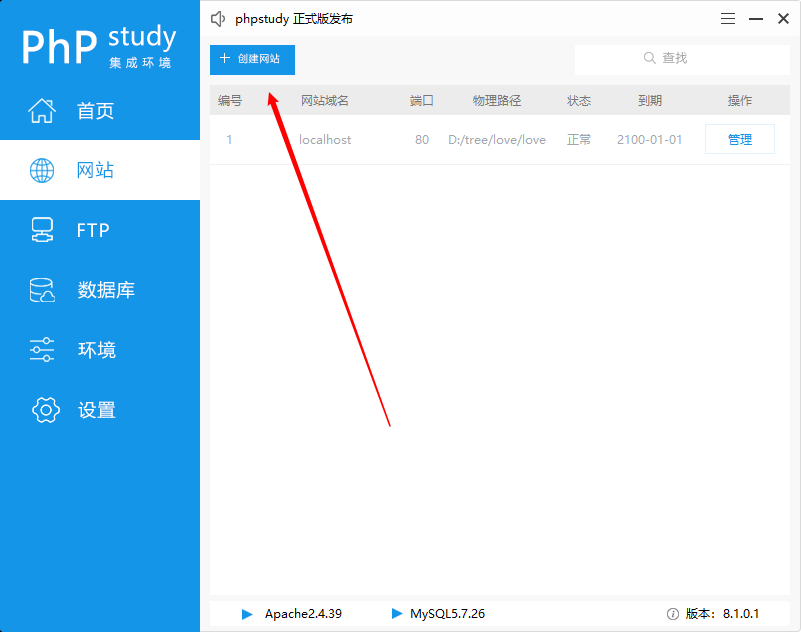 PhP study
集成环境
首页
网站
FTP
数据库
环境
设置
phpstudy 正式版发布
创建网站
查找
编号 网站域名 端口 物理路径 状态 到期 操作
1 localhost 80 D:/tree/love/love 正常 2100-01-01 管理
Apache2.4.39 MySQL5.7.26 版本：8.1.0.1